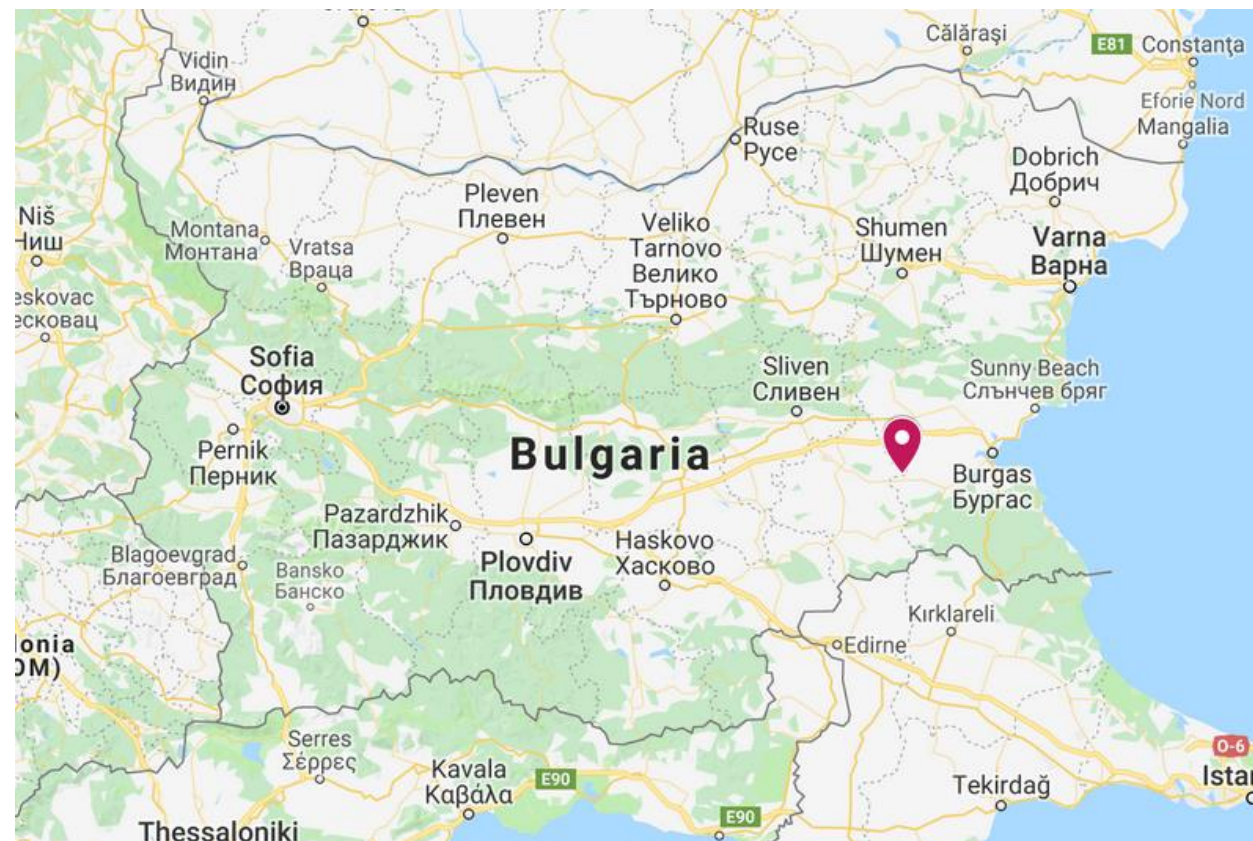 Călărași
E81
Constanța
Vidin
Видин
Eforie Nord
Mangalia
Ruse
Русе
Dobrich
Добрич
Pleven
Плевен
Niš
Ниш
Montana
Монтана
Vratsa
Враца
Veliko
Tarnovo
Велико
Търново
Shumen
Шумен
Varna
Варна
eskovac
есковац
Sofia
София
Sliven
Сливен
Sunny Beach
Слънчев бряг
Pernik
Перник
Bulgaria
Burgas
Бургас
Pazardzhik
Пазарджик
Plovdiv
Пловдив
Haskovo
Хасково
Blagoevgrad
Благоевград
Bansko
Банско
Kırklareli
Edirne
onia
OM)
Serres
Σέρρες
Kavala
Καβάλα
E90
E90
O-6
Istan
Tekirdağ
Thessaloniki